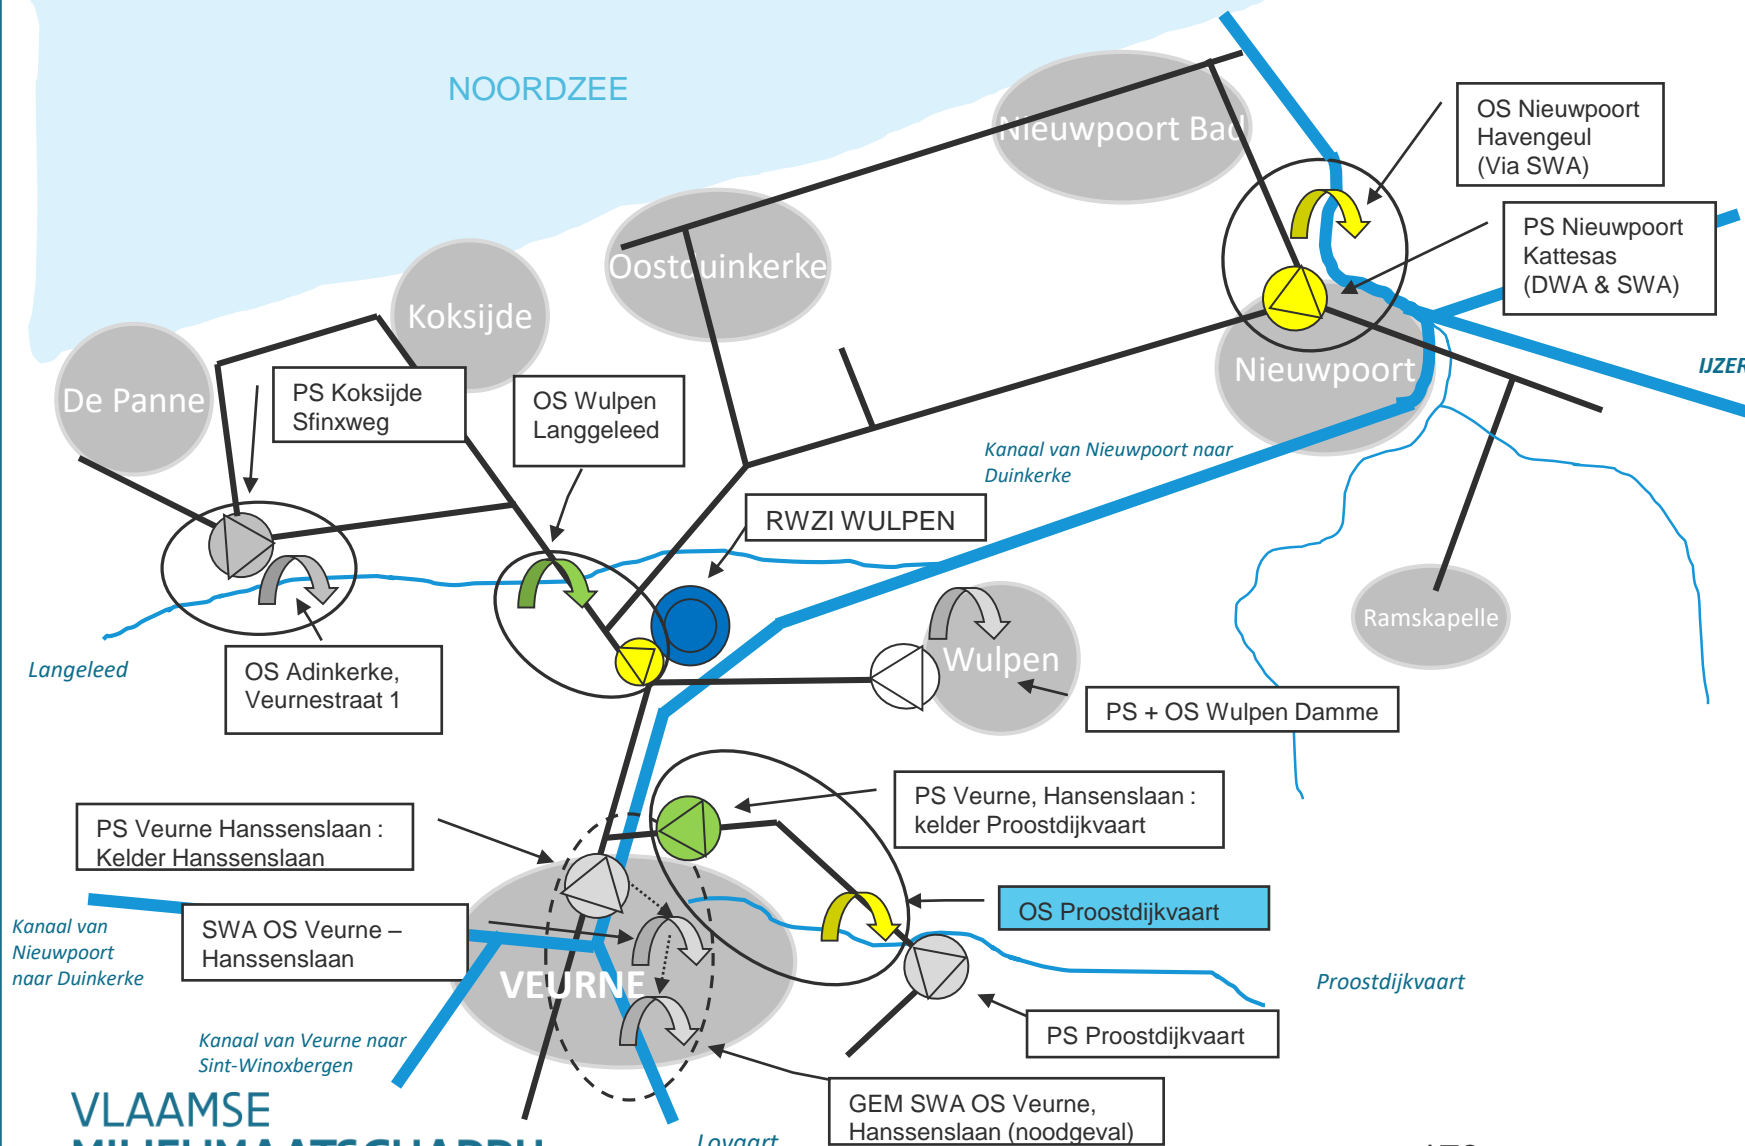 NOORDZEE
Nieuwpoort Bad
OS Nieuwpoort
Havengeul
(Via SWA)
PS Nieuwpoort
Kattesas
(DWA & SWA)
Oostduinkerke
Koksijde
De Panne
PS Koksijde
Sfinxweg
OS Wulpen
Langgeleed
Nieuwpoort
IJZER
Kanaal van Nieuwpoort naar
Duinkerke
RWZI WULPEN
Ramskapelle
Langeleed
OS Adinkerke,
Veurnestraat 1
Wulpen
PS + OS Wulpen Damme
PS Veurne Hanssenslaan :
Kelder Hanssenslaan
PS Veurne, Hansenslaan :
kelder Proostdijkvaart
OS Proostdijkvaart
Kanaal van
Nieuwpoort
naar Duinkerke
SWA OS Veurne –
Hanssenslaan
VEURNE
Proostdijkvaart
PS Proostdijkvaart
Kanaal van Veurne naar
Sint-Winoxbergen
GEM SWA OS Veurne,
Hanssenslaan (noodgeval)
VLAAMSE
MILIEUMAATSCHAPPIJ
Lovaart